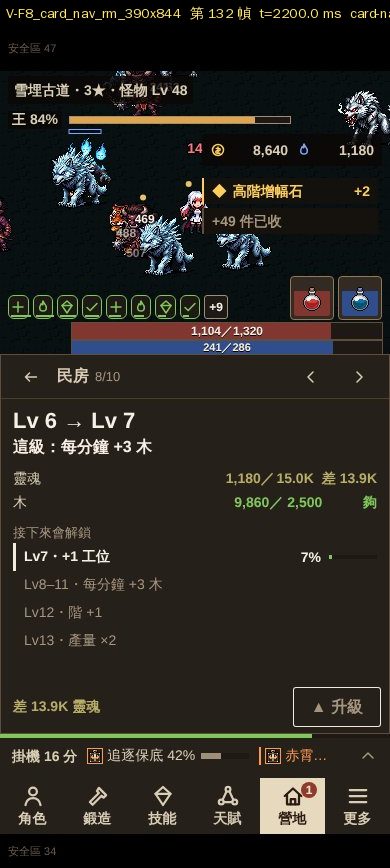 V-F8_card_nav_rm_390x844 第 132 幀 t=2200.0 ms card-na
安全區 47
雪埋古道・3★・怪物 Lv 48
王 84%
14
8,640 1,180
高階增幅石 +2
+49 件已收
469
488
507
+9
1,104／1,320
241／286
民房 8/10
Lv 6 → Lv 7
這級：每分鐘 +3 木
靈魂 1,180／15.0K 差 13.9K
木 9,860／ 2,500 夠
接下來會解鎖
Lv7・+1 工位 7%
Lv8–11・每分鐘 +3 木
Lv12・階 +1
Lv13・產量 ×2
差 13.9K 靈魂
▲ 升級
掛機 16 分 追逐保底 42% 赤霄…
1
角色 鍛造 技能 天賦 營地 更多
安全區 34